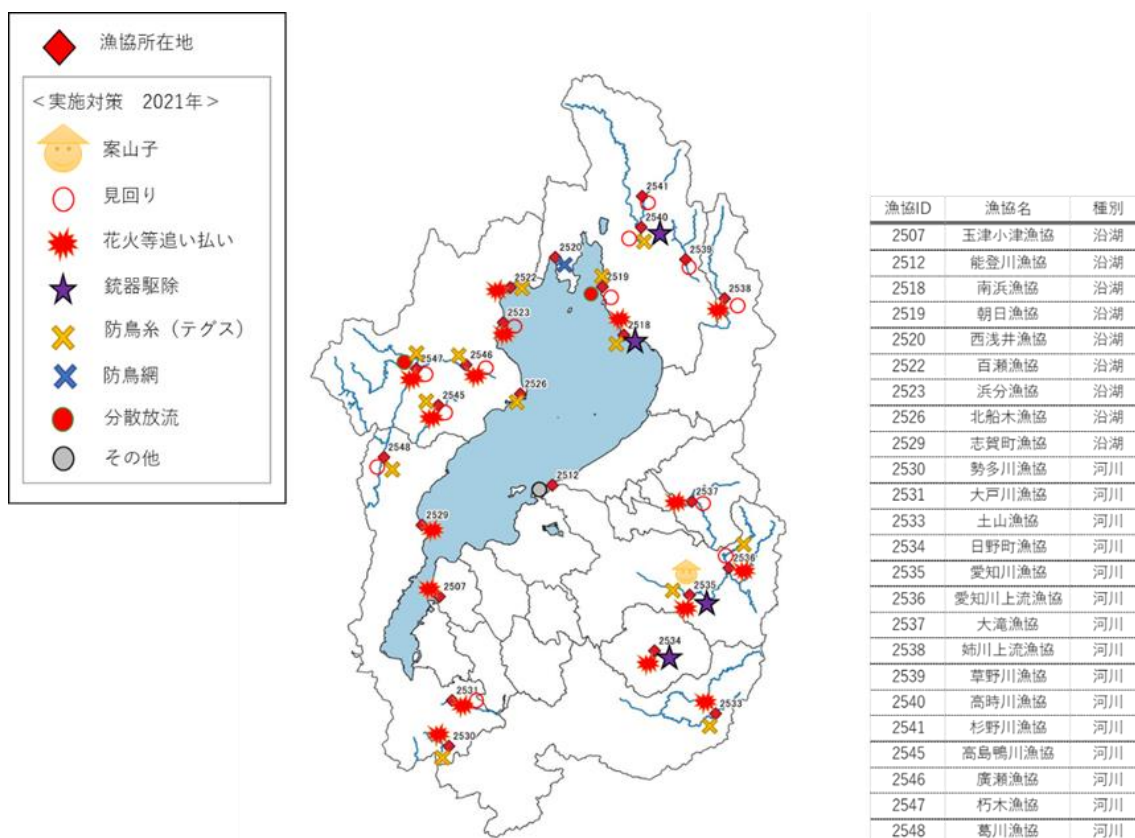 漁協所在地
＜実施対策　2021年＞
案山子
見回り
花火等追い払い
銃器駆除
防鳥糸（テグス）
防鳥網
分散放流
その他
2541
2540
2539
2538
2520
2519
2522
2523
2518
2547
2546
2526
2545
2548
2512
2537
2529
2536
2535
2507
2534
2531
2533
2530
漁協ID 漁協名 種別
2507 玉津小津漁協 沿湖
2512 能登川漁協 沿湖
2518 南浜漁協 沿湖
2519 朝日漁協 沿湖
2520 西浅井漁協 沿湖
2522 百瀬漁協 沿湖
2523 浜分漁協 沿湖
2526 北船木漁協 沿湖
2529 志賀町漁協 沿湖
2530 勢多川漁協 河川
2531 大戸川漁協 河川
2533 土山漁協 河川
2534 日野町漁協 河川
2535 愛知川漁協 河川
2536 愛知川上流漁協 河川
2537 大滝漁協 河川
2538 姉川上流漁協 河川
2539 草野川漁協 河川
2540 高時川漁協 河川
2541 杉野川漁協 河川
2545 高島鴨川漁協 河川
2546 廣瀬漁協 河川
2547 朽木漁協 河川
2548 葛川漁協 河川